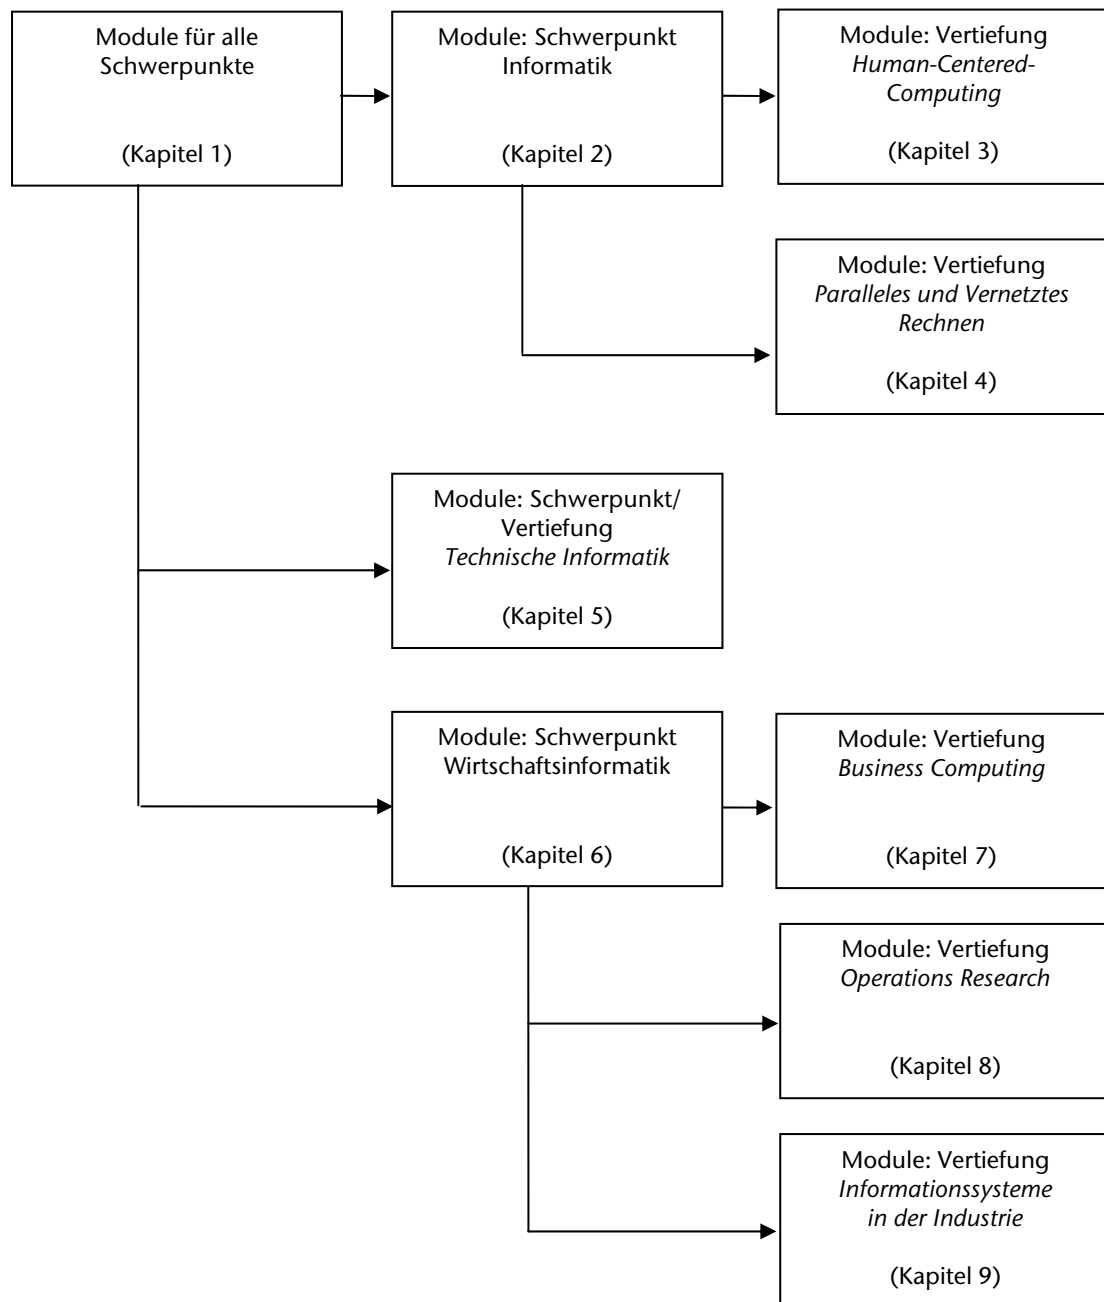 Module für alle
Schwerpunkte
(Kapitel 1)
Module: Schwerpunkt
Informatik
(Kapitel 2)
Module: Vertiefung
Human-Centered-
Computing
(Kapitel 3)
Module: Vertiefung
Paralleles und Vernetztes
Rechnen
(Kapitel 4)
Module: Schwerpunkt/
Vertiefung
Technische Informatik
(Kapitel 5)
Module: Schwerpunkt
Wirtschaftsinformatik
(Kapitel 6)
Module: Vertiefung
Business Computing
(Kapitel 7)
Module: Vertiefung
Operations Research
(Kapitel 8)
Module: Vertiefung
Informationssysteme
in der Industrie
(Kapitel 9)